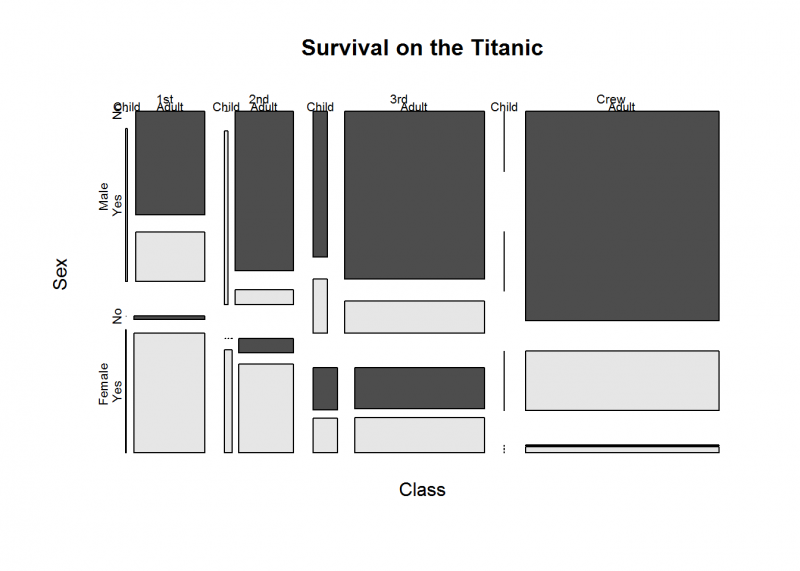 Survival on the Titanic
1st 2nd 3rd Crew
Child Adult Child Adult Child Adult Child Adult
No
Male
Yes
Sex
No
Female
Yes
Class